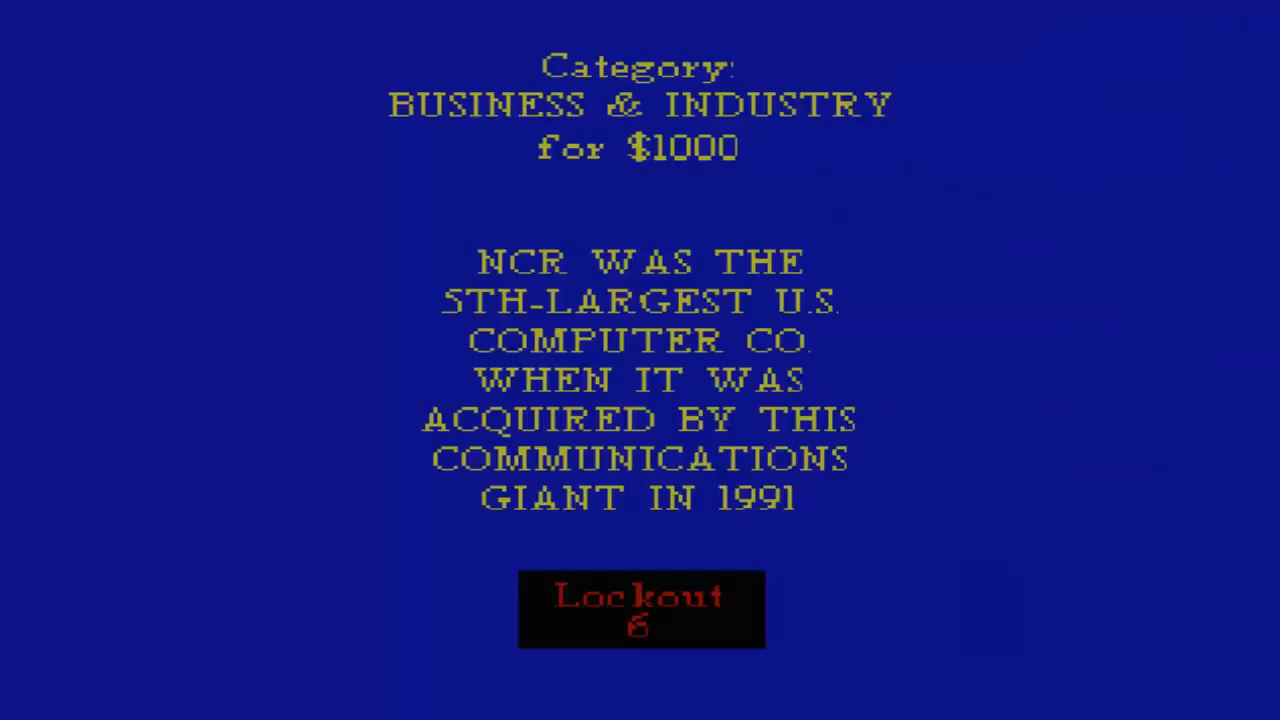 Category:
BUSINESS & INDUSTRY
for $1000
NCR WAS THE
5TH-LARGEST U.S.
COMPUTER CO.
WHEN IT WAS
ACQUIRED BY THIS
COMMUNICATIONS
GIANT IN 1991
Lockout
6